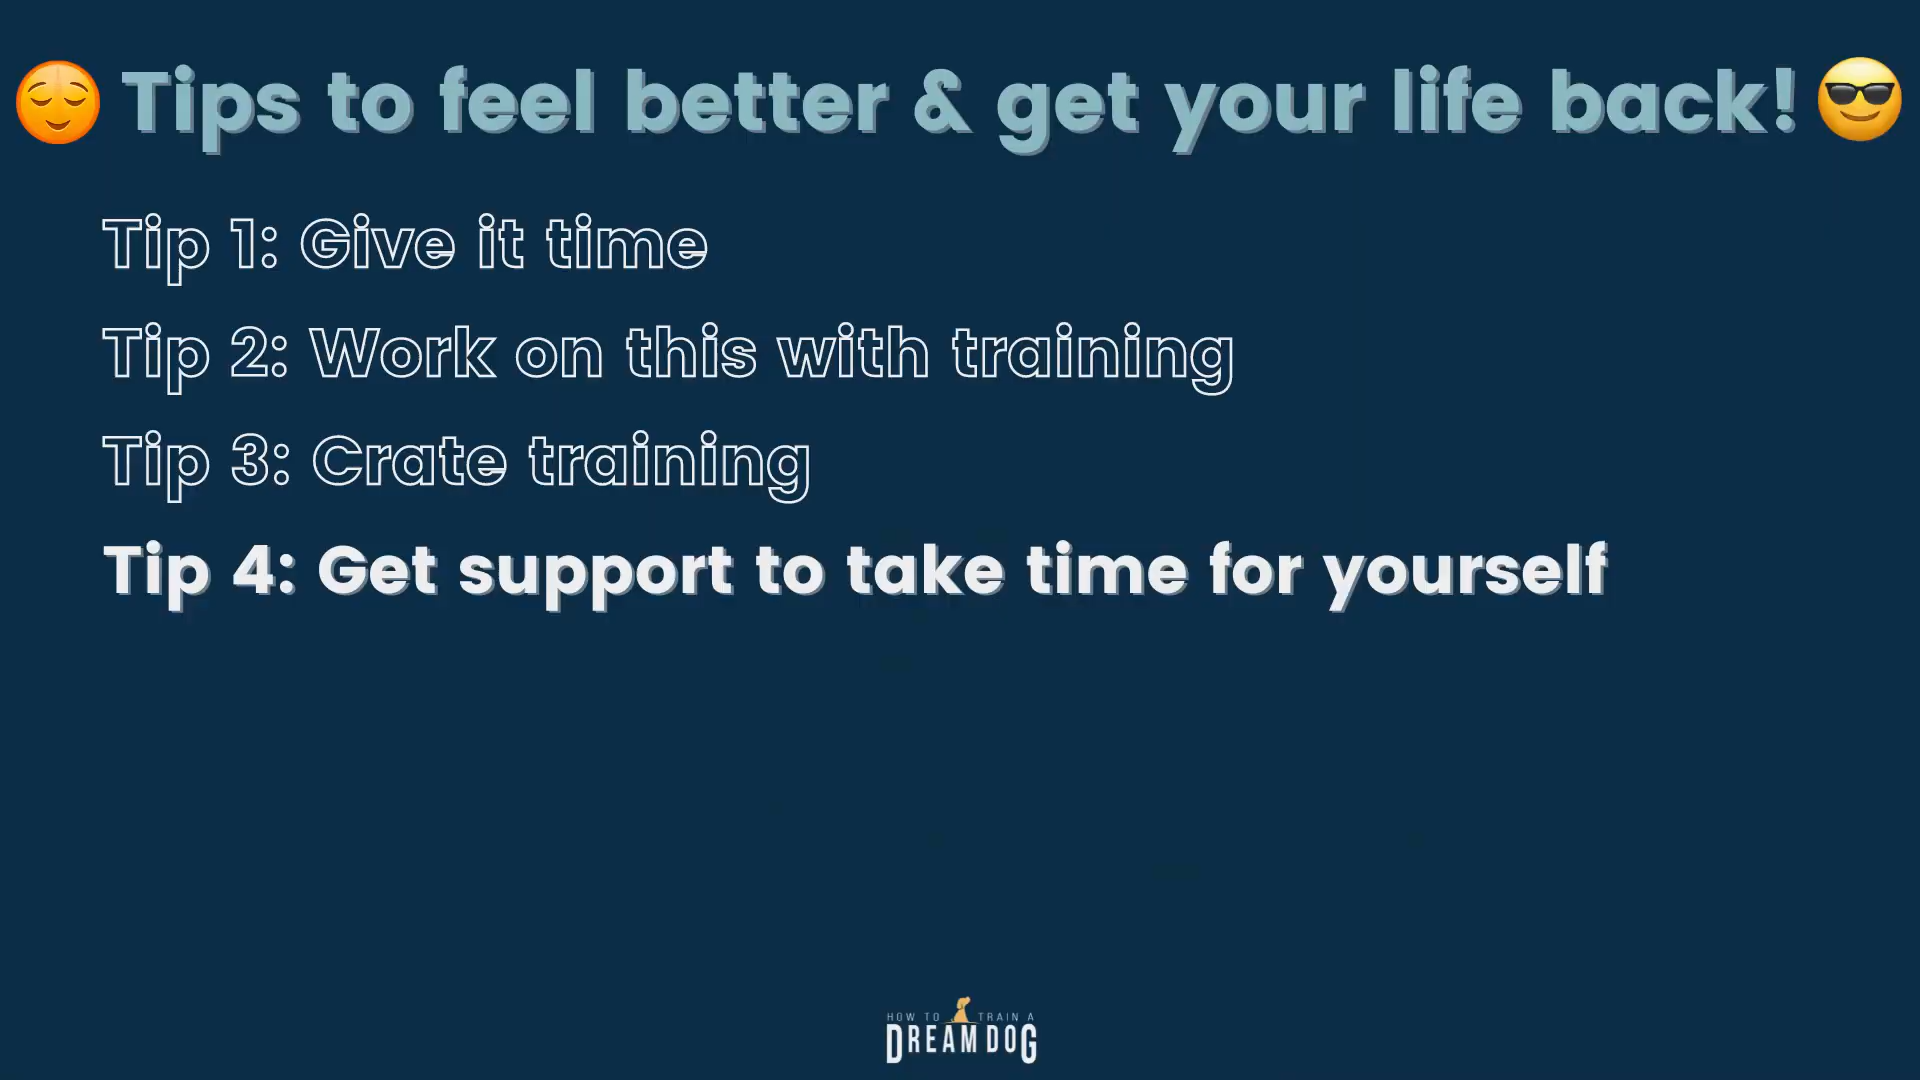 😌 Tips to feel better & get your life back! 😎
Tip 1: Give it time
Tip 2: Work on this with training
Tip 3: Crate training
Tip 4: Get support to take time for yourself
HOW TO TRAIN A
DREAM DOG